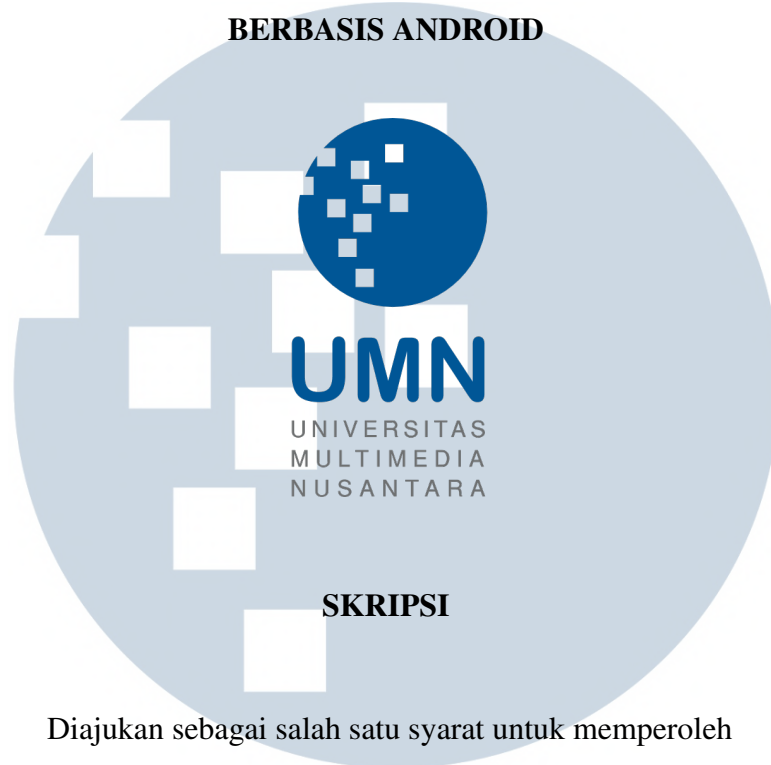 BERBASIS ANDROID
UMN
UNIVERSITAS
MULTIMEDIA
NUSANTARA
SKRIPSI
Diajukan sebagai salah satu syarat untuk memperoleh